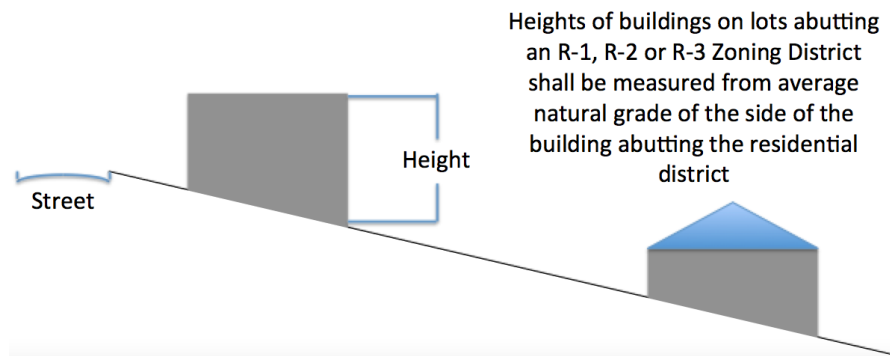 Heights of buildings on lots abutting
an R-1, R-2 or R-3 Zoning District
shall be measured from average
natural grade of the side of the
building abutting the residential
district
Height
Street